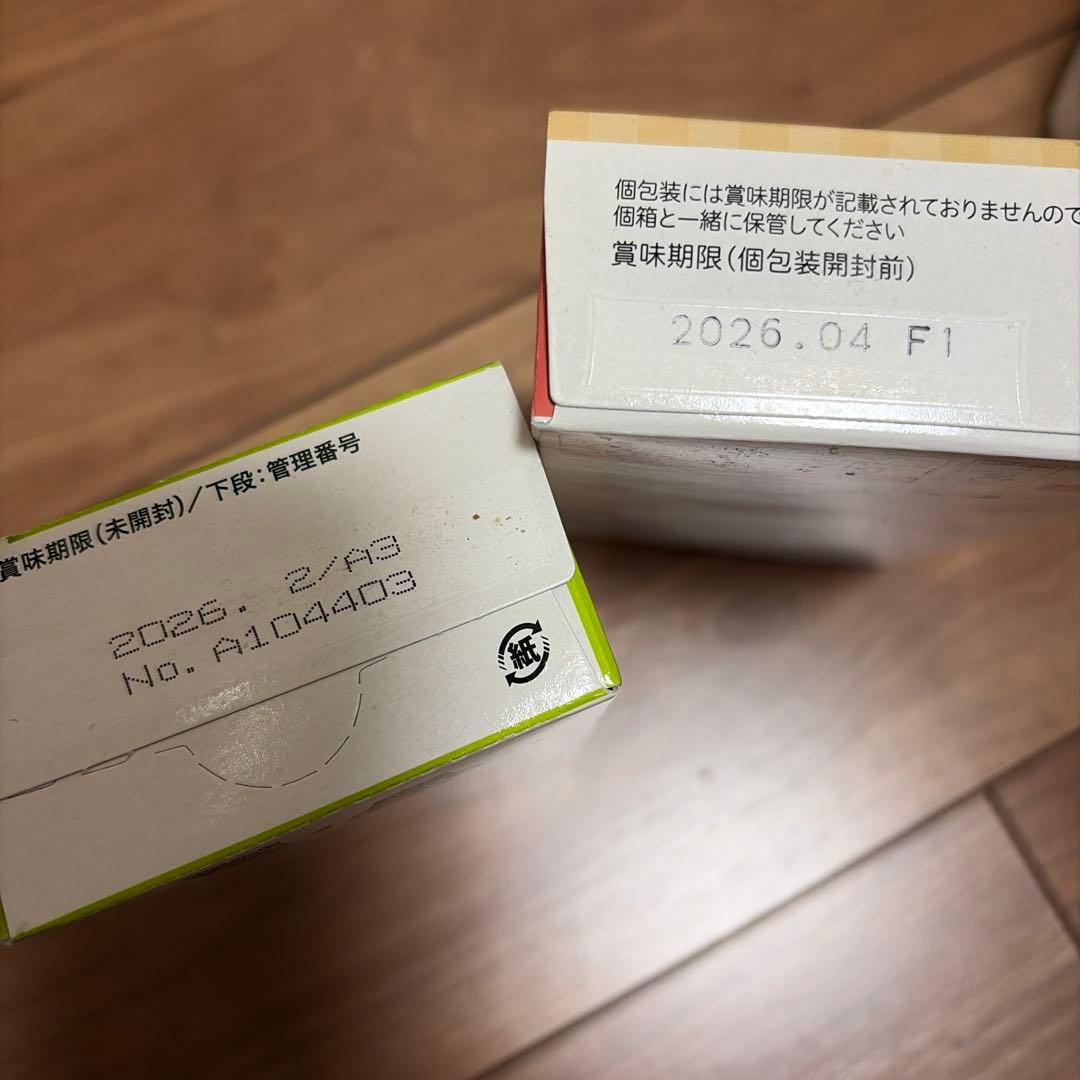 個包装には賞味期限が記載されておりませんので
個箱と一緒に保管してください
賞味期限(個包装開封前)
2026.04 F1
賞味期限(未開封)/下段:管理番号
2026. 2/A3
No. A104403
紙